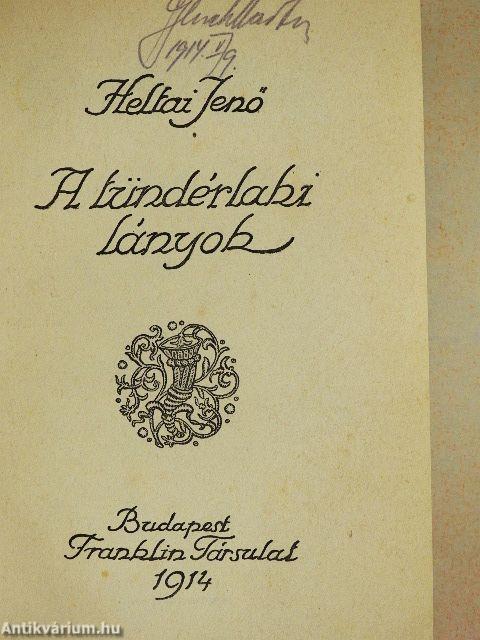 1914. II/9.
Heltai Jenő
A tündérlaki
lányok
Budapest
Franklin Társulat
1914
Antikvárium.hu